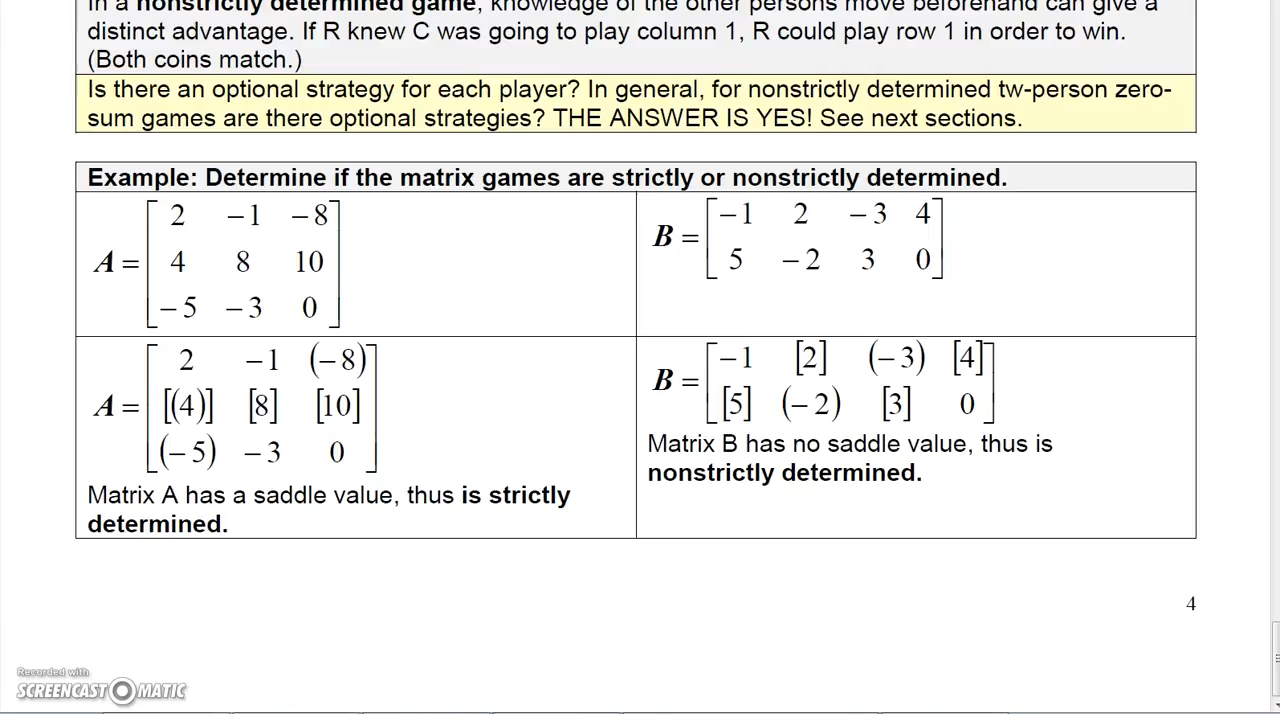 In a nonstrictly determined game, knowledge of the other persons move beforehand can give a
distinct advantage. If R knew C was going to play column 1, R could play row 1 in order to win.
(Both coins match.)
Is there an optional strategy for each player? In general, for nonstrictly determined tw-person zero-
sum games are there optional strategies? THE ANSWER IS YES! See next sections.
Example: Determine if the matrix games are strictly or nonstrictly determined.
A = [ 2 −1 −8
4 8 10
−5 −3 0 ]
B = [ −1 2 −3 4
5 −2 3 0 ]
A = [ 2 −1 (−8)
[(4)] [8] [10]
(−5) −3 0 ]
Matrix A has a saddle value, thus is strictly
determined.
B = [ −1 [2] (−3) [4]
[5] (−2) [3] 0 ]
Matrix B has no saddle value, thus is
nonstrictly determined.
4
Recorded with
SCREENCAST O MATIC